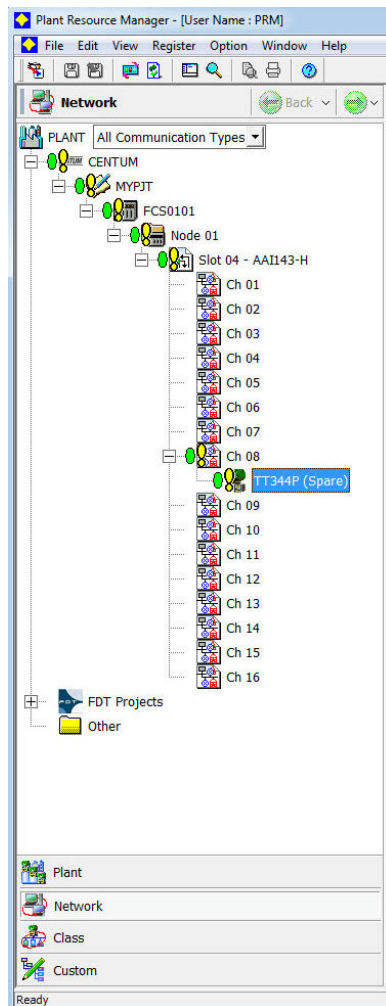 Plant Resource Manager - [User Name : PRM]
File Edit View Register Option Window Help
Network Back
PLANT All Communication Types
CENTUM
MYPJT
FCS0101
Node 01
Slot 04 - AAI143-H
Ch 01
Ch 02
Ch 03
Ch 04
Ch 05
Ch 06
Ch 07
Ch 08
TT344P (Spare)
Ch 09
Ch 10
Ch 11
Ch 12
Ch 13
Ch 14
Ch 15
Ch 16
FDT Projects
Other
Plant
Network
Class
Custom
Ready